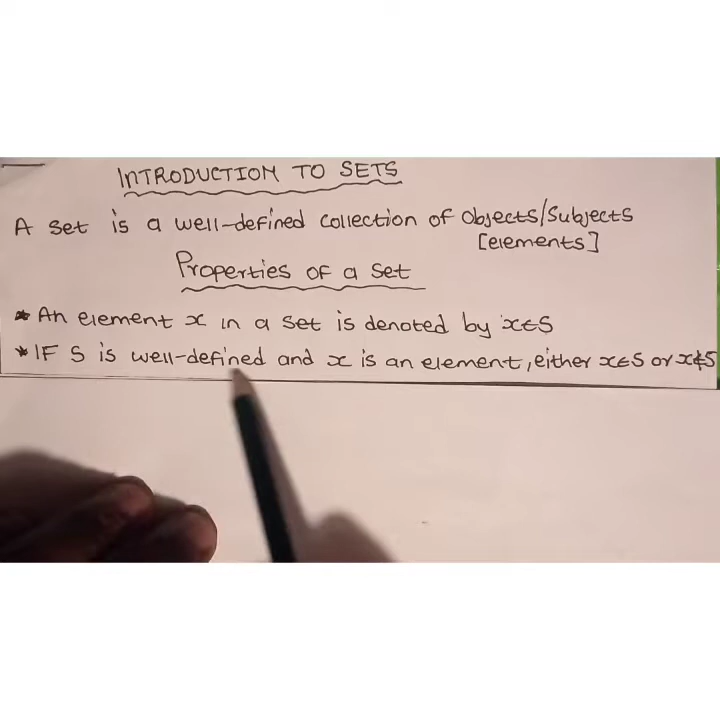 INTRODUCTION TO SETS
A set is a well-defined collection of objects/subjects
[elements]
Properties of a set
* An element x in a set is denoted by x∈S
* IF S is well-defined and x is an element, either x∈S or x∉S